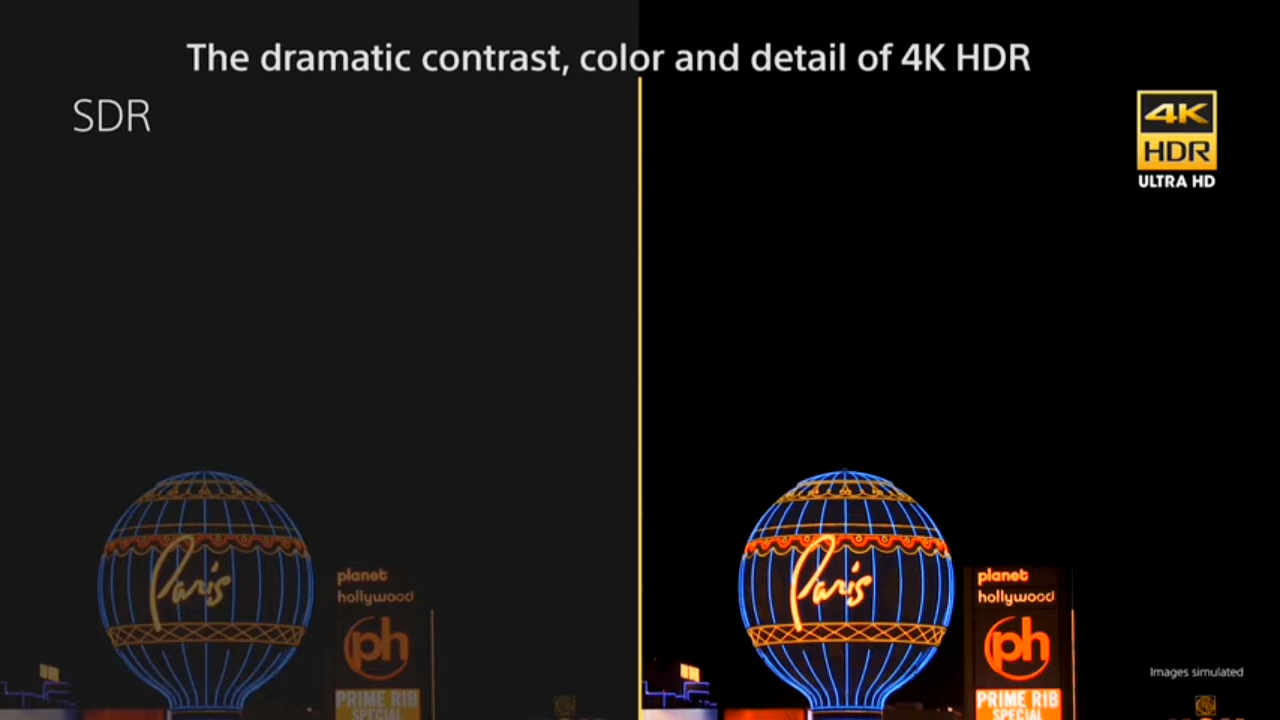 The dramatic contrast, color and detail of 4K HDR
SDR
4K
HDR
ULTRA HD
Paris
planet
hollywood
ph
PRIME RIB
SPECIAL
Paris
planet
hollywood
ph
PRIME RIB
SPECIAL
Images simulated